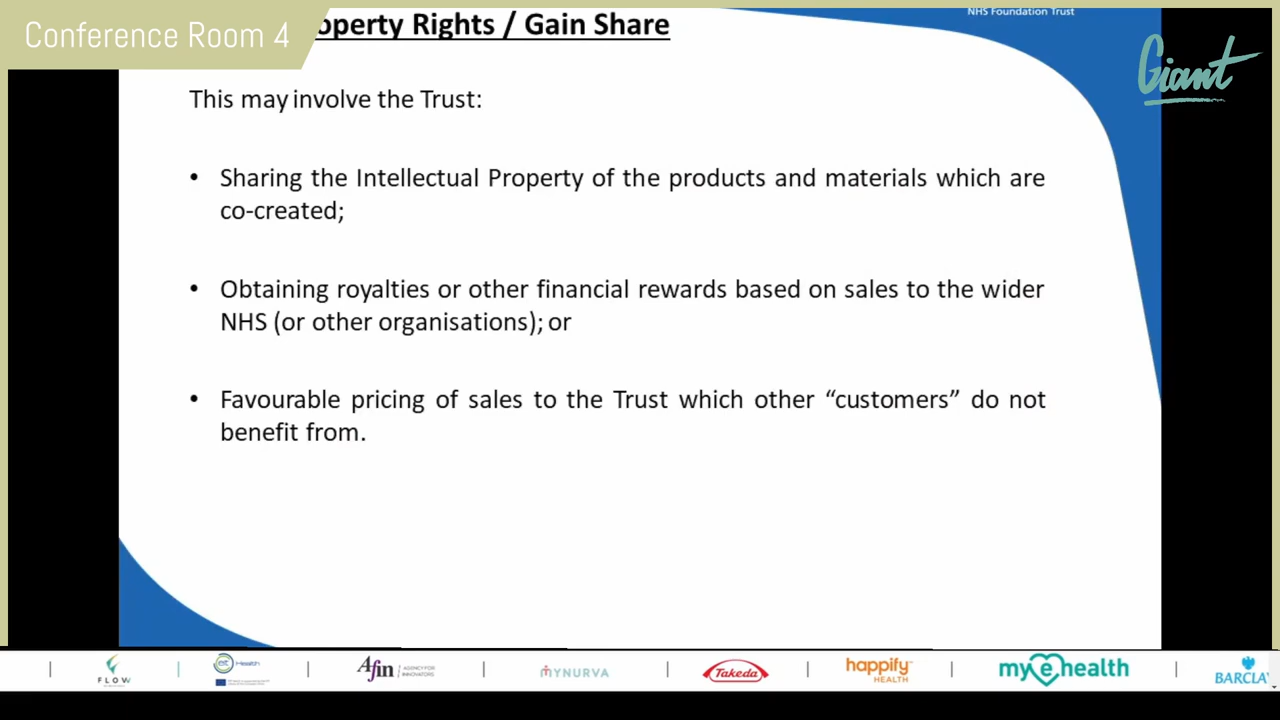 NHS Foundation Trust
Conference Room 4
operty Rights / Gain Share
Giant
This may involve the Trust:
• Sharing the Intellectual Property of the products and materials which are
co-created;
• Obtaining royalties or other financial rewards based on sales to the wider
NHS (or other organisations); or
• Favourable pricing of sales to the Trust which other “customers” do not
benefit from.
FLOW
eit Health
Afin AGENCY FOR INNOVATORS
MYNURVA
Takeda
happify HEALTH
my e health
BARCLAY